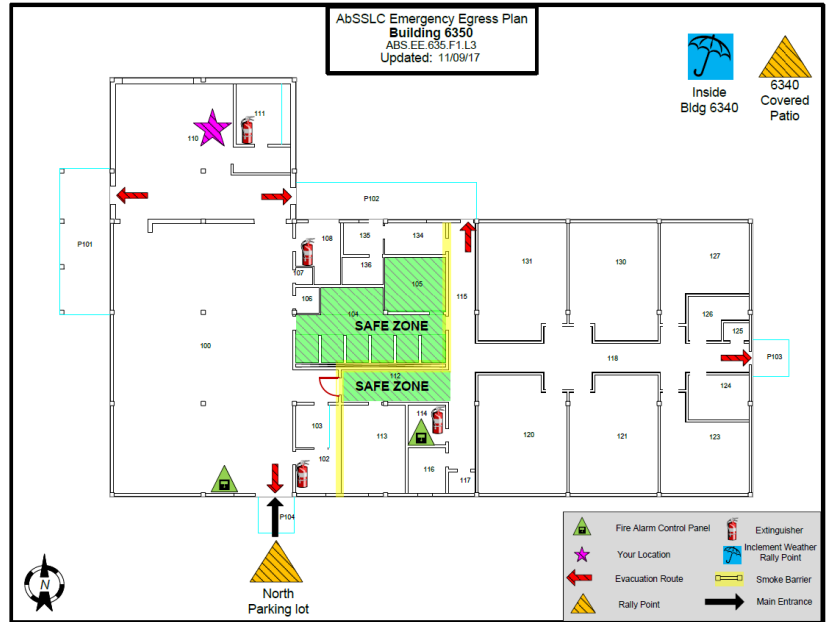 AbSSLC Emergency Egress Plan
Building 6350
ABS.EE.635.F1.L3
Updated: 11/09/17
Inside
Bldg 6340
6340
Covered
Patio
111
110
P102
P101
108
135
134
107
136
105
106
104
115
131
130
127
126
125
SAFE ZONE
100
118
P103
112
SAFE ZONE
124
103
114
113
120
121
123
102
116
117
P104
North
Parking lot
N
Fire Alarm Control Panel
Extinguisher
Your Location
Inclement Weather
Rally Point
Evacuation Route
Smoke Barrier
Rally Point
Main Entrance